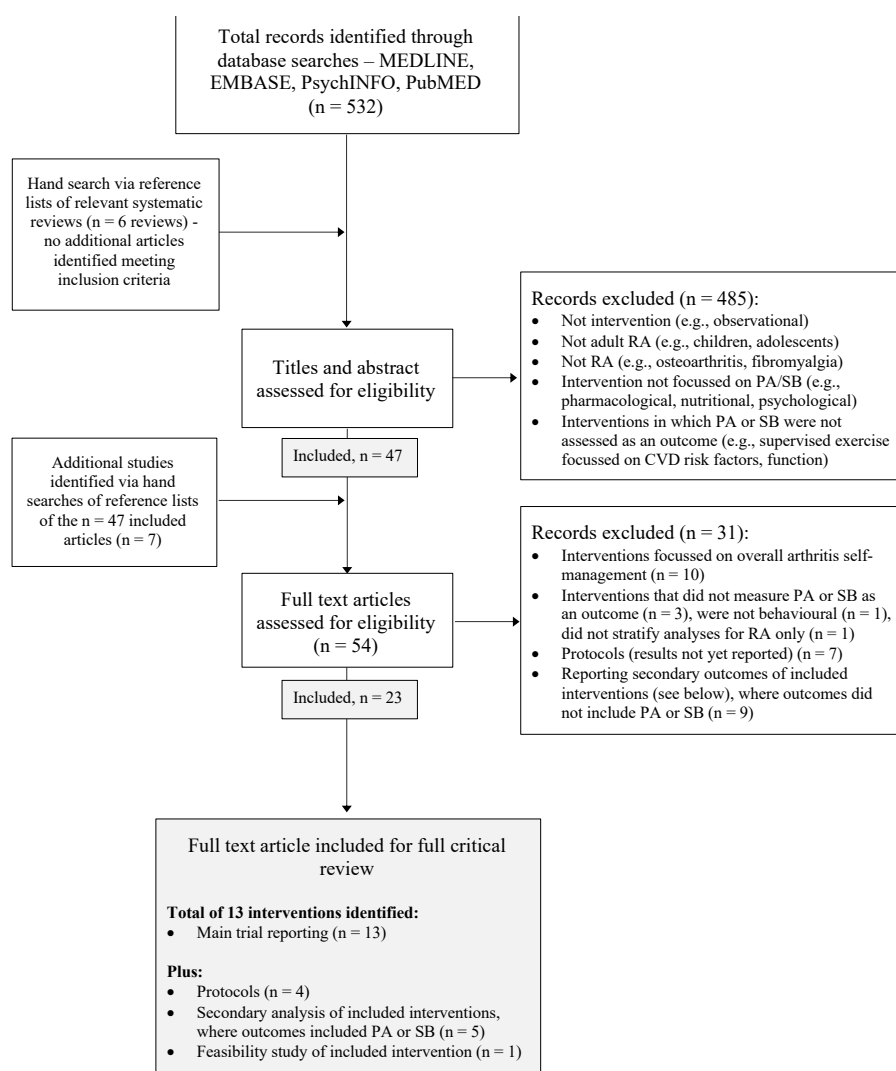 Total records identified through
database searches – MEDLINE,
EMBASE, PsychINFO, PubMED
(n = 532)
Hand search via reference
lists of relevant systematic
reviews (n = 6 reviews) -
no additional articles
identified meeting
inclusion criteria
Records excluded (n = 485):
• Not intervention (e.g., observational)
• Not adult RA (e.g., children, adolescents)
• Not RA (e.g., osteoarthritis, fibromyalgia)
• Intervention not focussed on PA/SB (e.g.,
pharmacological, nutritional, psychological)
• Interventions in which PA or SB were not
assessed as an outcome (e.g., supervised exercise
focussed on CVD risk factors, function)
Titles and abstract
assessed for eligibility
Included, n = 47
Additional studies
identified via hand
searches of reference lists
of the n = 47 included
articles (n = 7)
Records excluded (n = 31):
• Interventions focussed on overall arthritis self-
management (n = 10)
• Interventions that did not measure PA or SB as
an outcome (n = 3), were not behavioural (n = 1),
did not stratify analyses for RA only (n = 1)
• Protocols (results not yet reported) (n = 7)
• Reporting secondary outcomes of included
interventions (see below), where outcomes did
not include PA or SB (n = 9)
Full text articles
assessed for eligibility
(n = 54)
Included, n = 23
Full text article included for full critical
review
Total of 13 interventions identified:
• Main trial reporting (n = 13)
Plus:
• Protocols (n = 4)
• Secondary analysis of included interventions,
where outcomes included PA or SB (n = 5)
• Feasibility study of included intervention (n = 1)